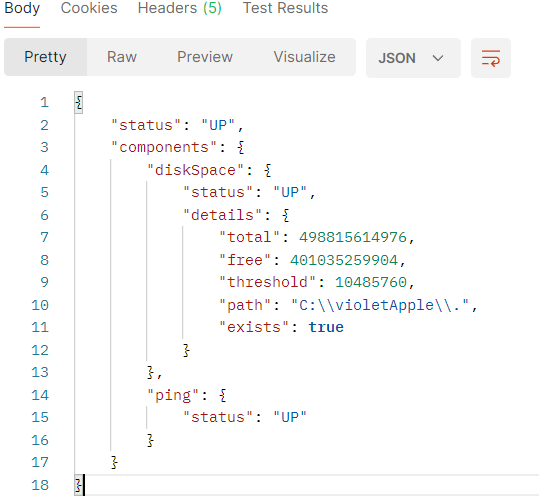 Body Cookies Headers (5) Test Results
Pretty Raw Preview Visualize JSON
1 {
2 "status": "UP",
3 "components": {
4 "diskSpace": {
5 "status": "UP",
6 "details": {
7 "total": 498815614976,
8 "free": 401035259904,
9 "threshold": 10485760,
10 "path": "C:\\violetApple\\.",
11 "exists": true
12 }
13 },
14 "ping": {
15 "status": "UP"
16 }
17 }
18 }